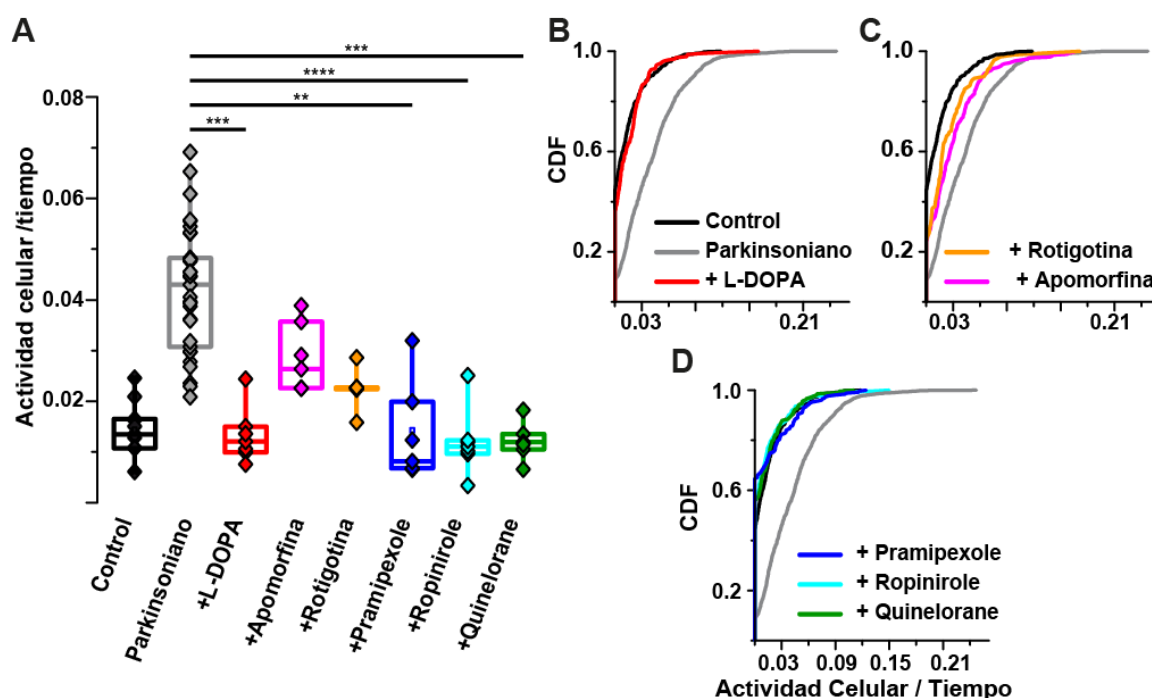 A
***
****
**
***
0.08
0.06
0.04
0.02
Actividad celular /tiempo
Control
Parkinsoniano
+L-DOPA
+Apomorfina
+Rotigotina
+Pramipexole
+Ropinirole
+Quinelorane
B
1.0
0.6
0.2
CDF
Control
Parkinsoniano
+ L-DOPA
0.03
0.21
C
1.0
0.6
0.2
+ Rotigotina
+ Apomorfina
0.03
0.21
D
1.0
0.6
0.2
CDF
+ Pramipexole
+ Ropinirole
+ Quinelorane
0.03
0.09
0.15
0.21
Actividad Celular / Tiempo